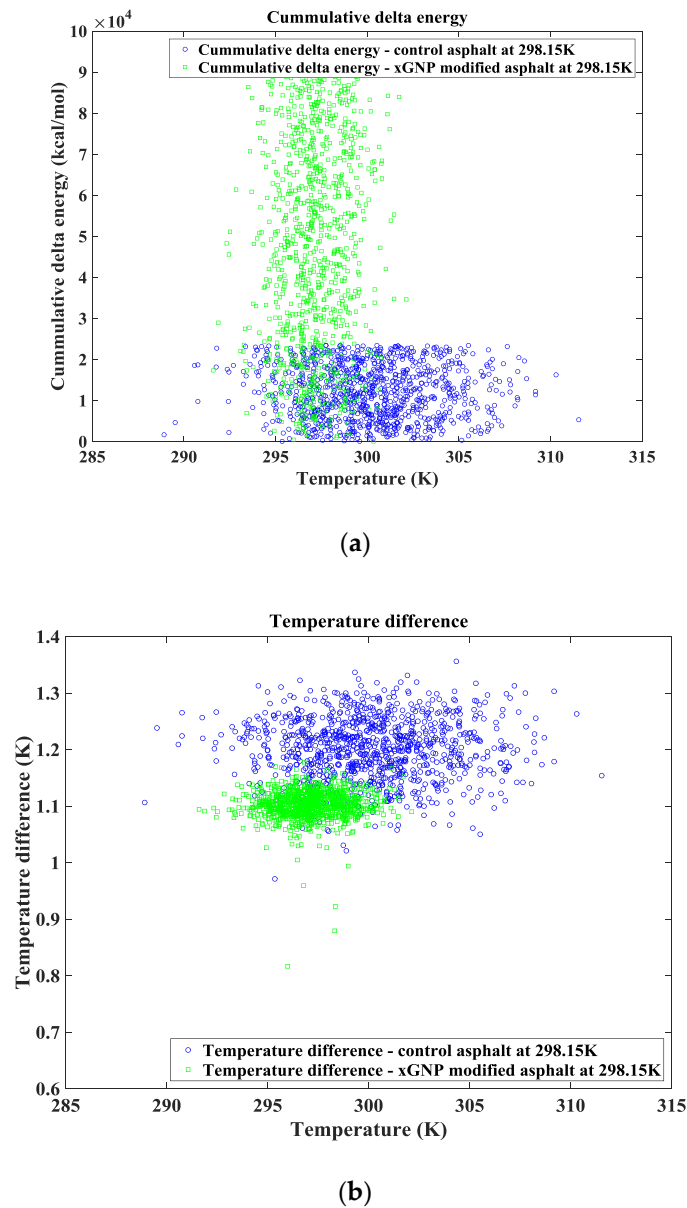 Cummulative delta energy
×10⁴
Cummulative delta energy - control asphalt at 298.15K
Cummulative delta energy - xGNP modified asphalt at 298.15K
10
9
8
7
6
5
4
3
2
1
0
Cummulative delta energy (kcal/mol)
285 290 295 300 305 310 315
Temperature (K)
(a)
Temperature difference
1.4
1.3
1.2
1.1
1
0.9
0.8
0.7
0.6
Temperature difference (K)
Temperature difference - control asphalt at 298.15K
Temperature difference - xGNP modified asphalt at 298.15K
285 290 295 300 305 310 315
Temperature (K)
(b)